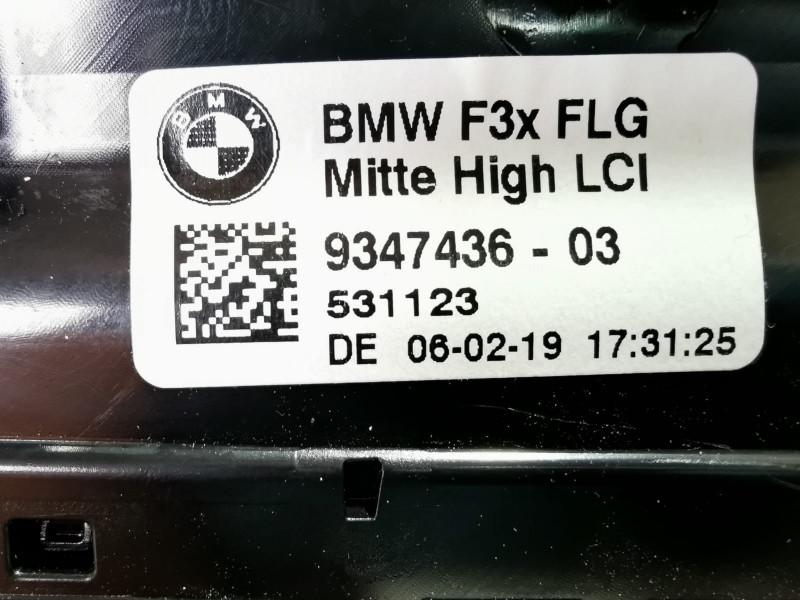 BMW
BMW F3x FLG
Mitte High LCI
9347436 - 03
531123
DE 06-02-19 17:31:25